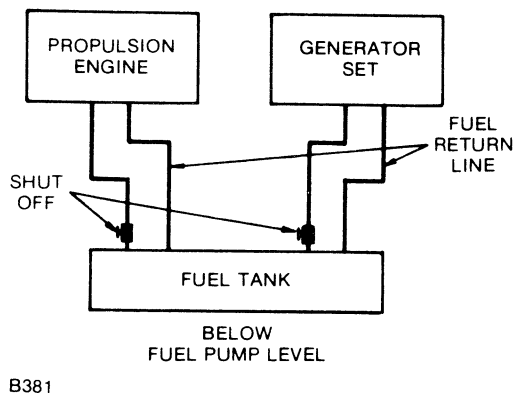 PROPULSION
ENGINE
GENERATOR
SET
FUEL
RETURN
LINE
SHUT
OFF
FUEL TANK
BELOW
FUEL PUMP LEVEL
B381